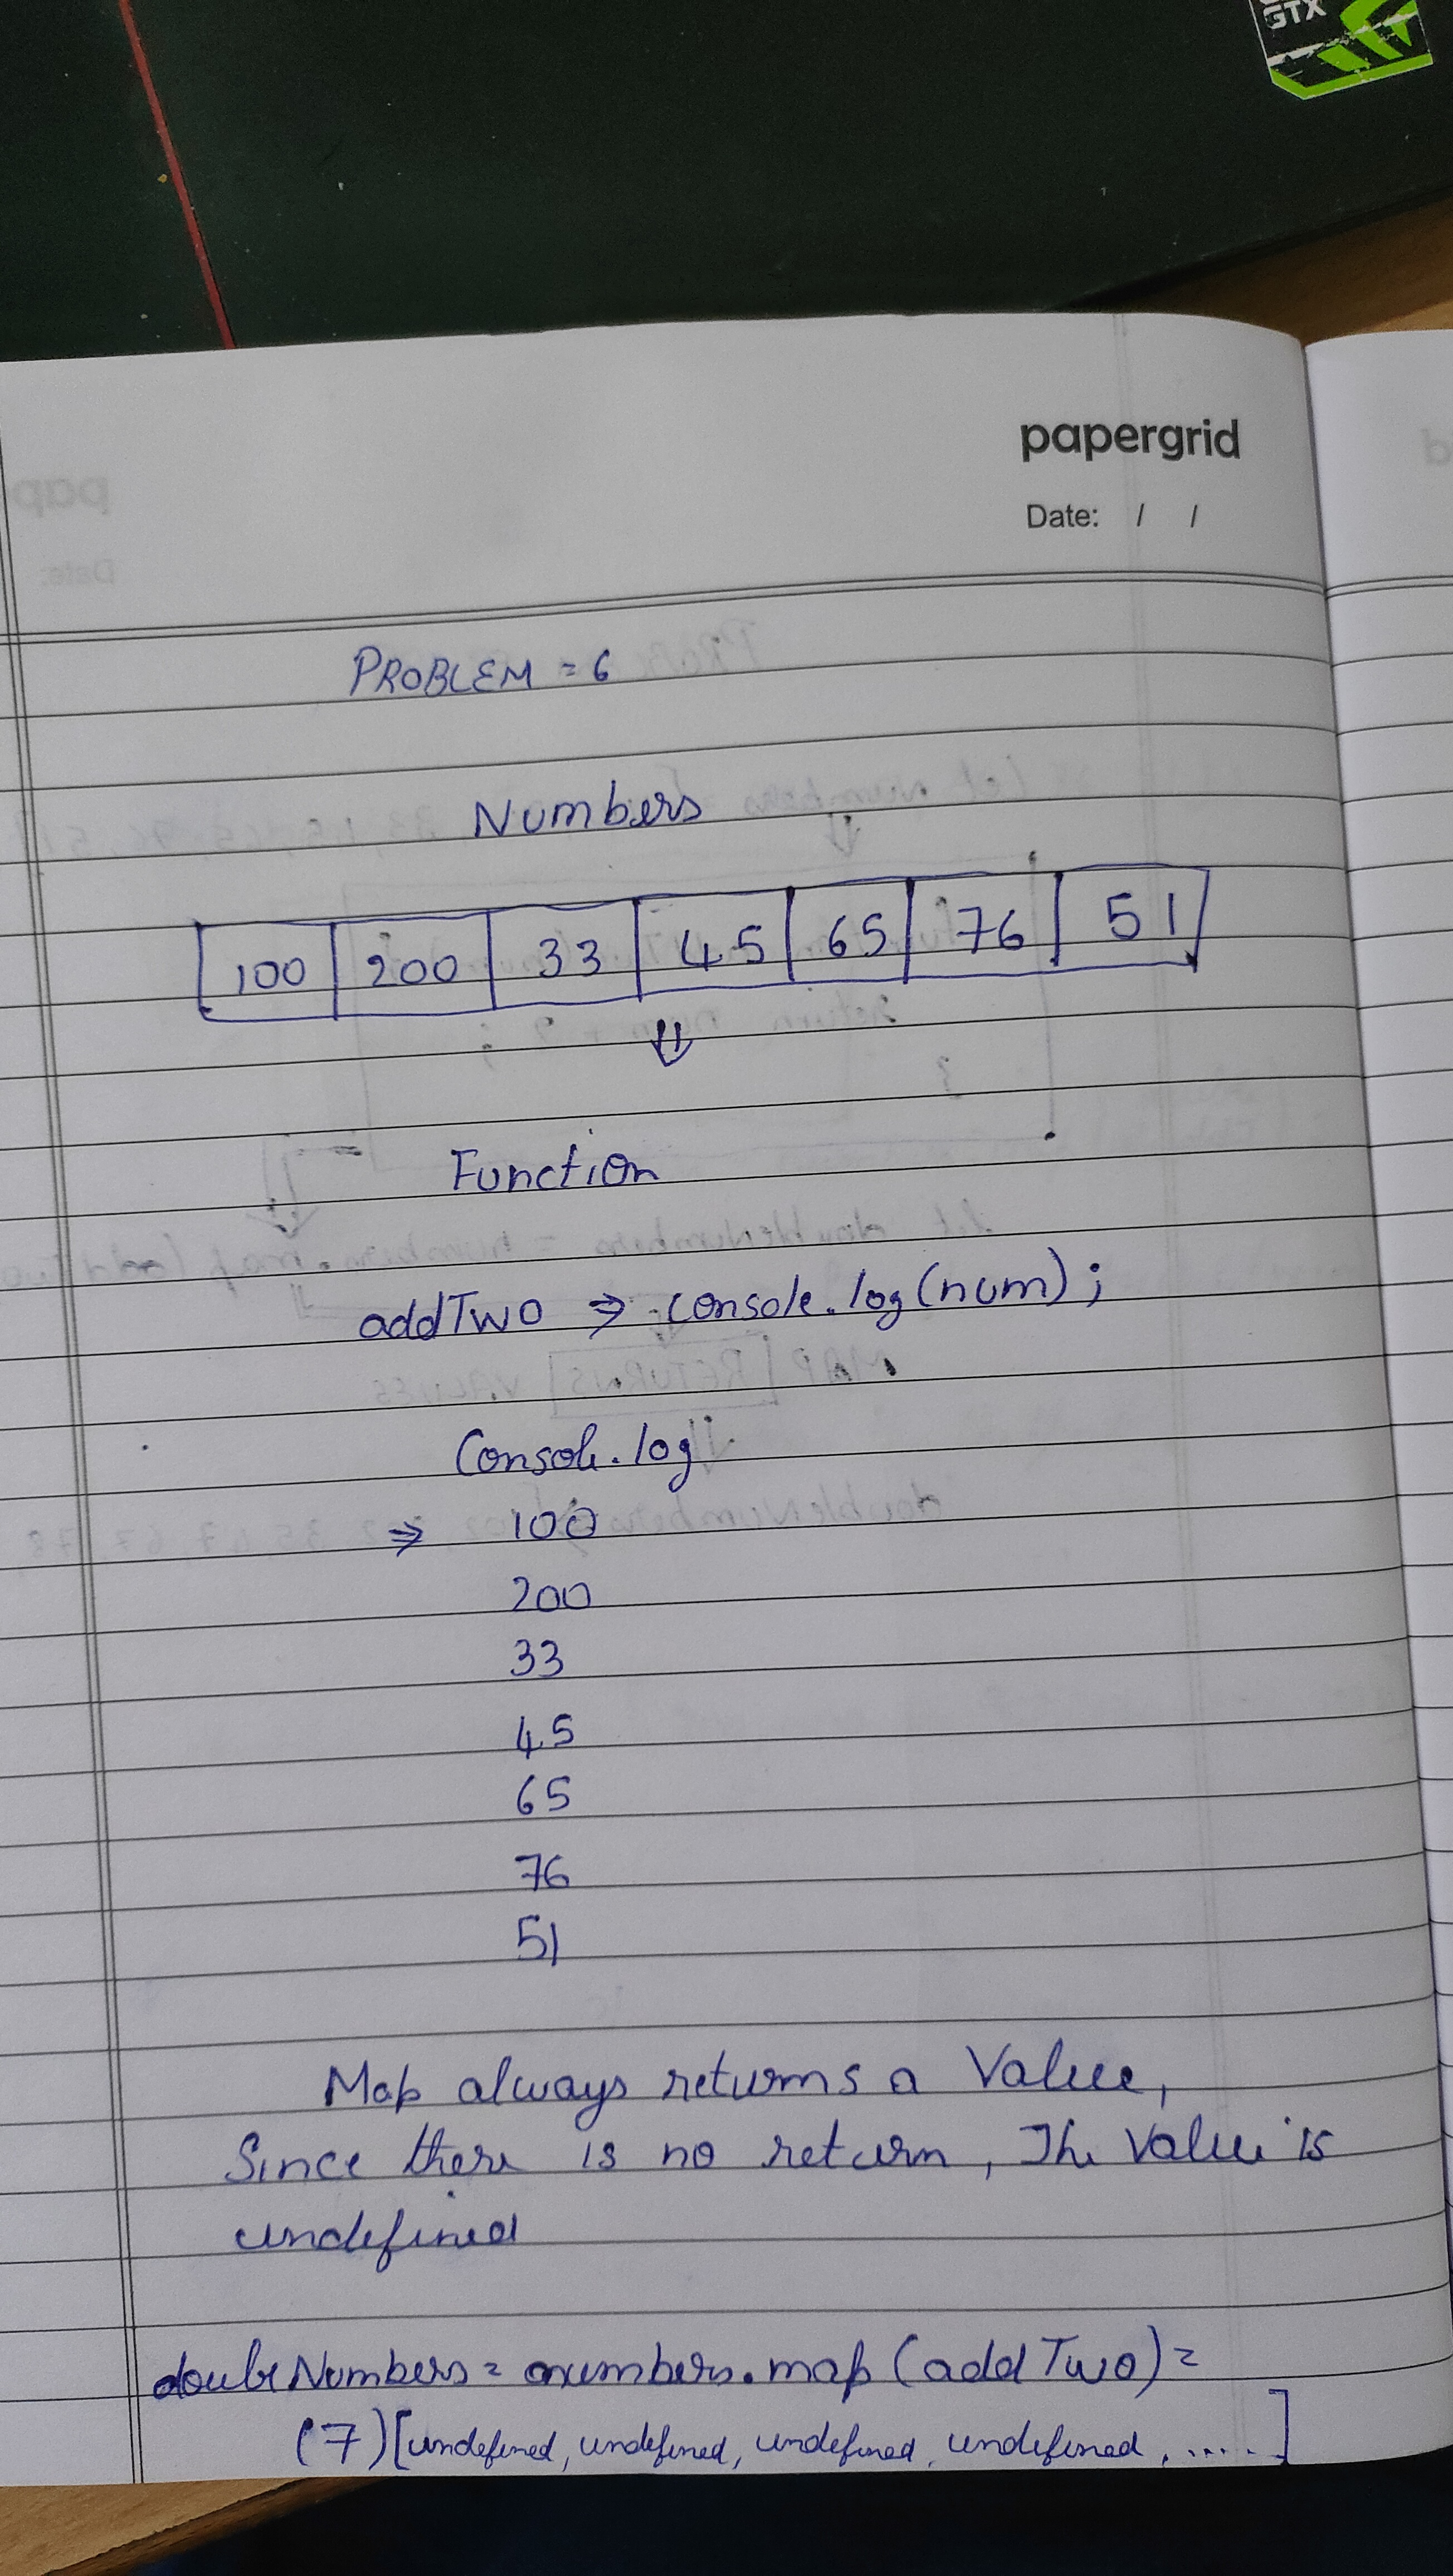 GTX
papergrid
Date: / /
PROBLEM = 6
Numbers
100 200 33 45 65 76 51
⇓
Function
addTwo ⇒ console.log(num);
Console.log
⇒ 100
200
33
45
65
76
51
Map always returns a Value,
Since there is no return, The Value is
undefined
doubleNumbers = numbers.map(addTwo) =
(7)[undefined, undefined, undefined, undefined, .....]